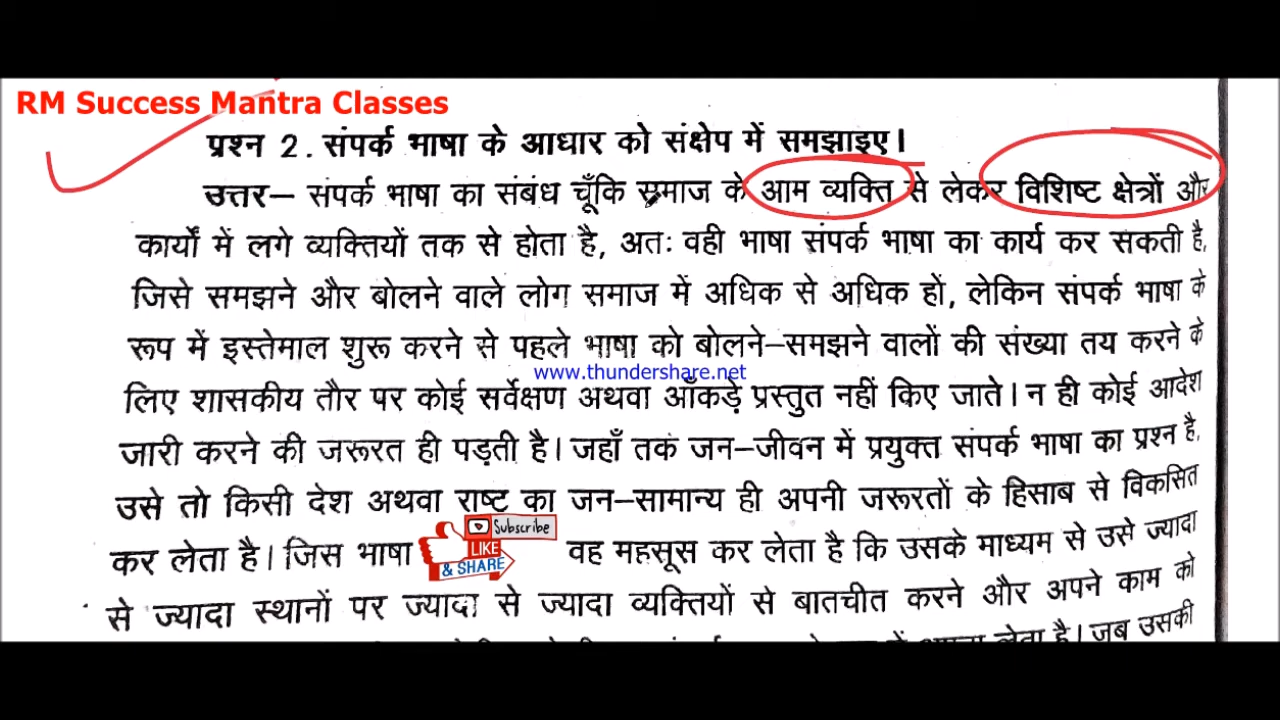 RM Success Mantra Classes
प्रश्न 2. संपर्क भाषा के आधार को संक्षेप में समझाइए।
उत्तर– संपर्क भाषा का संबंध चूँकि समाज के आम व्यक्ति से लेकर विशिष्ट क्षेत्रों और
कार्यों में लगे व्यक्तियों तक से होता है, अतः वही भाषा संपर्क भाषा का कार्य कर सकती है,
जिसे समझने और बोलने वाले लोग समाज में अधिक से अधिक हों, लेकिन संपर्क भाषा के
रूप में इस्तेमाल शुरू करने से पहले भाषा को बोलने–समझने वालों की संख्या तय करने के
www.thundershare.net
लिए शासकीय तौर पर कोई सर्वेक्षण अथवा आँकड़े प्रस्तुत नहीं किए जाते। न ही कोई आदेश
जारी करने की जरूरत ही पड़ती है। जहाँ तक जन–जीवन में प्रयुक्त संपर्क भाषा का प्रश्न है,
उसे तो किसी देश अथवा राष्ट का जन–सामान्य ही अपनी जरूरतों के हिसाब से विकसित
Subscribe
कर लेता है। जिस भाषा वह महसूस कर लेता है कि उसके माध्यम से उसे ज्यादा
LIKE
& SHARE
से ज्यादा स्थानों पर ज्यादा से ज्यादा व्यक्तियों से बातचीत करने और अपने काम को
लेता है। जब उसकी